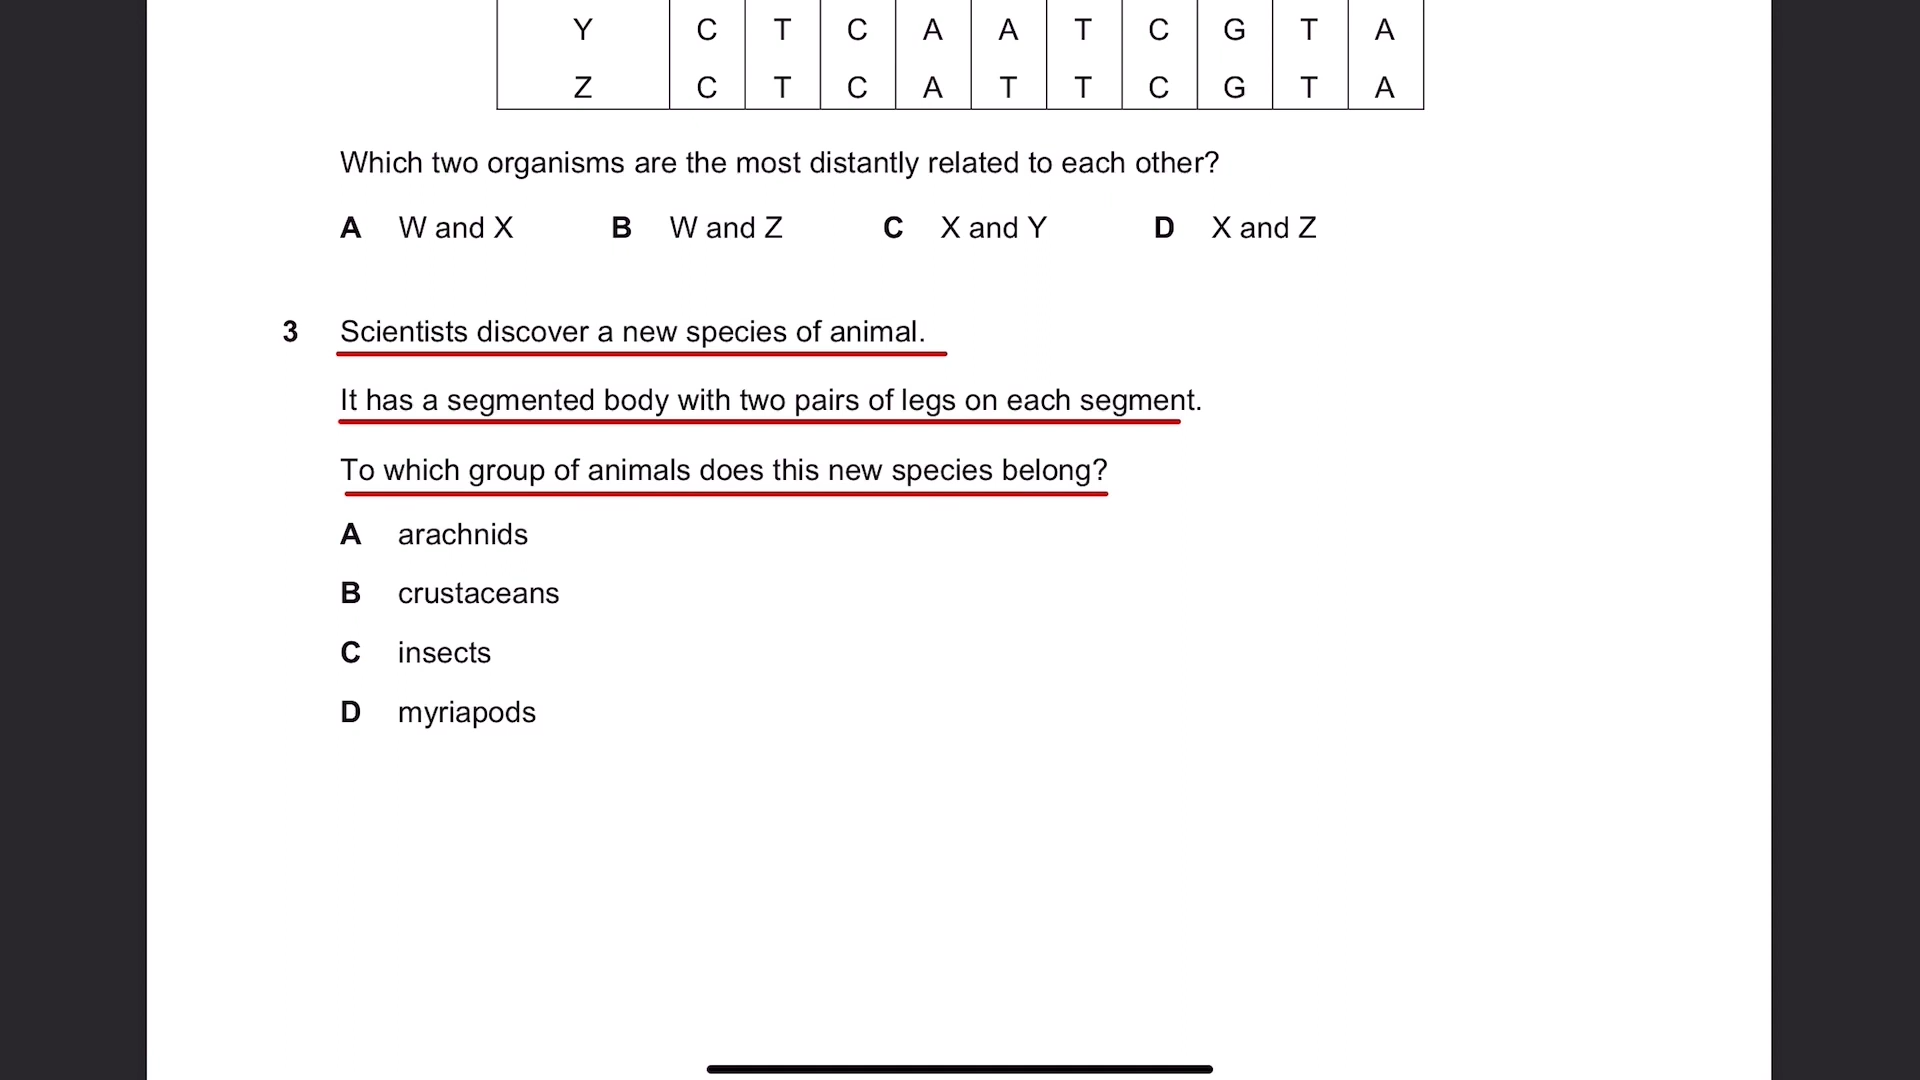 Y C T C A A T C G T A
Z C T C A T T C G T A
Which two organisms are the most distantly related to each other?
A W and X B W and Z C X and Y D X and Z
3 Scientists discover a new species of animal.
It has a segmented body with two pairs of legs on each segment.
To which group of animals does this new species belong?
A arachnids
B crustaceans
C insects
D myriapods